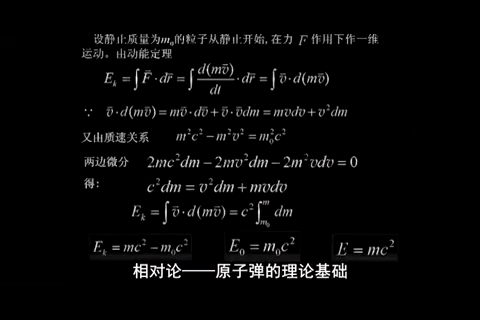 设静止质量为m₀的粒子从静止开始,在力 F 作用下作一维
运动。由动能定理
E_k = ∫ F⃗·dr⃗ = ∫ d(mv⃗)/dt · dr⃗ = ∫ v⃗·d(mv⃗)
∵ v⃗·d(mv⃗) = mv⃗·dv⃗ + v⃗·v⃗dm = mvdv + v²dm
又由质速关系 m²c² − m²v² = m₀²c²
两边微分 2mc²dm − 2mv²dm − 2m²vdv = 0
得: c²dm = v²dm + mvdv
E_k = ∫ v⃗·d(mv⃗) = c² ∫_{m₀}^{m} dm
E_k = mc² − m₀c² E₀ = m₀c² E = mc²
相对论——原子弹的理论基础